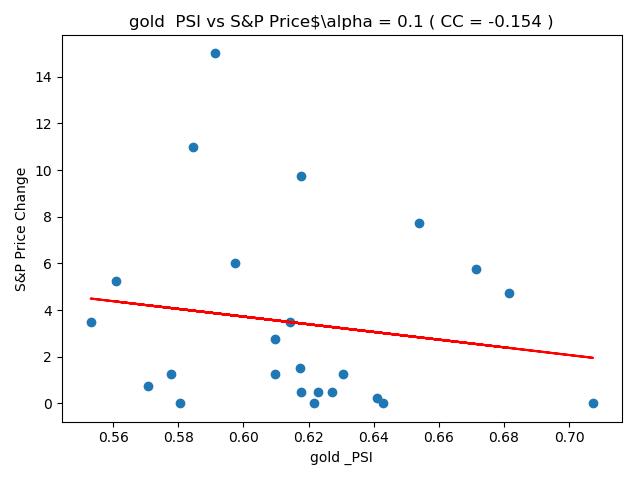 gold  PSI vs S&P Price$\alpha = 0.1 ( CC = -0.154 )
14
12
10
8
6
4
2
0
S&P Price Change
0.56 0.58 0.60 0.62 0.64 0.66 0.68 0.70
gold _PSI